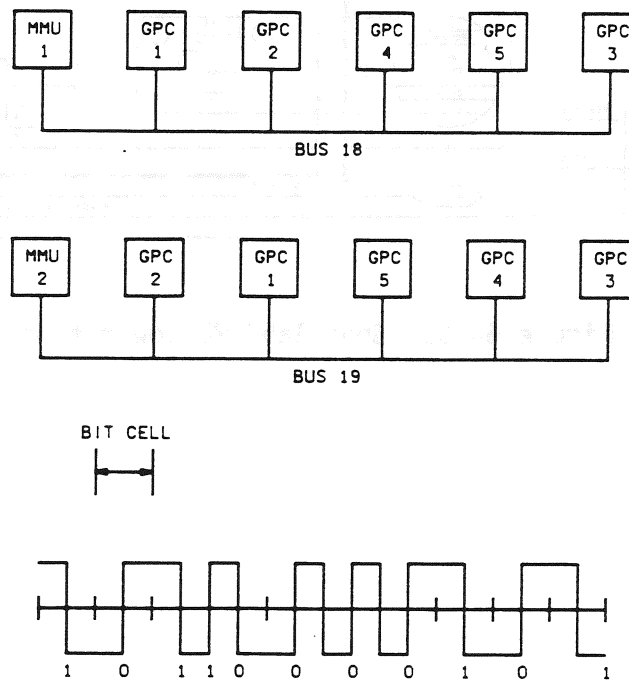 MMU 1 GPC 1 GPC 2 GPC 4 GPC 5 GPC 3
BUS 18
MMU 2 GPC 2 GPC 1 GPC 5 GPC 4 GPC 3
BUS 19
BIT CELL
1 0 1 1 0 0 0 0 1 0 1